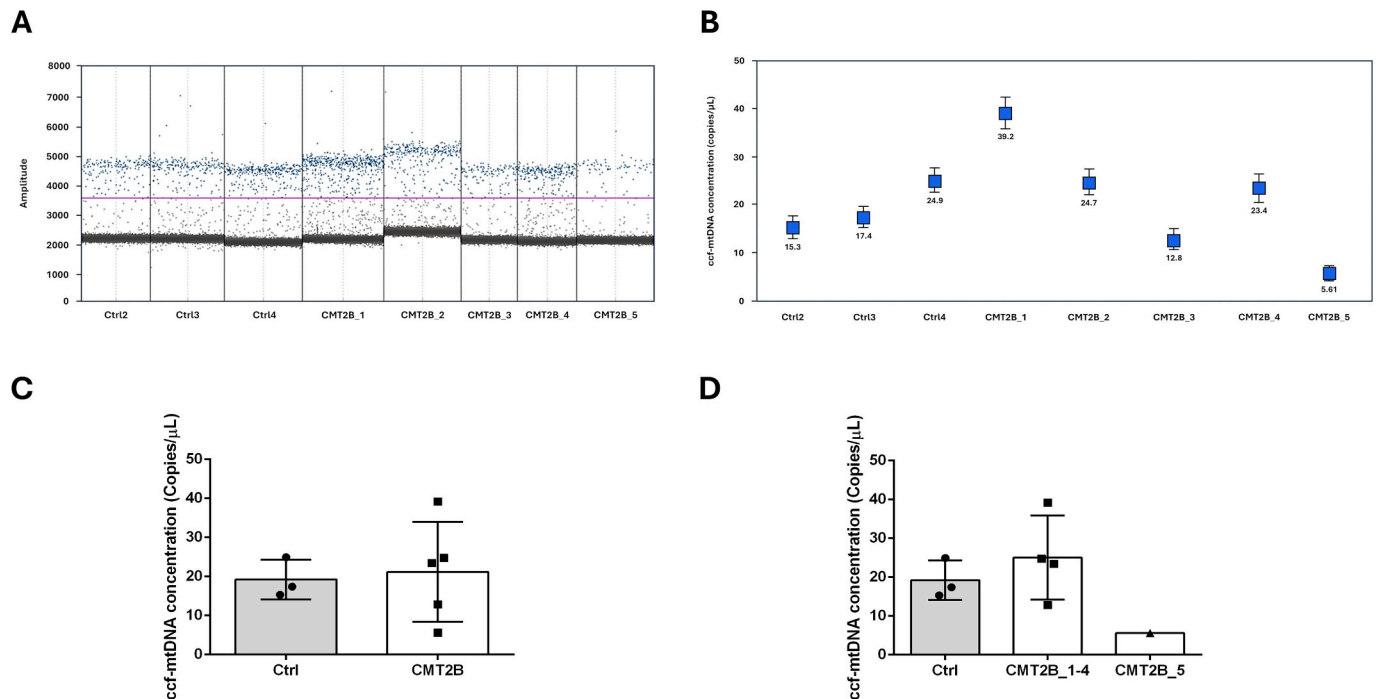 A
8000
7000
6000
5000
4000
3000
2000
1000
0
Amplitude
Ctrl2 Ctrl3 Ctrl4 CMT2B_1 CMT2B_2 CMT2B_3 CMT2B_4 CMT2B_5
B
50
40
30
20
10
0
ccf-mtDNA concentration (copies/µL)
15.3
17.4
24.9
39.2
24.7
12.8
23.4
5.61
Ctrl2 Ctrl3 Ctrl4 CMT2B_1 CMT2B_2 CMT2B_3 CMT2B_4 CMT2B_5
C
ccf-mtDNA concentration (Copies/µL)
50
40
30
20
10
0
Ctrl CMT2B
D
ccf-mtDNA concentration (Copies/µL)
50
40
30
20
10
0
Ctrl CMT2B_1-4 CMT2B_5